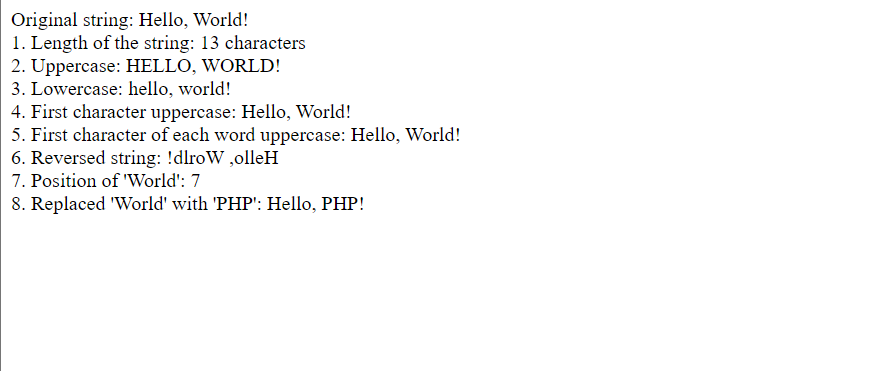 Original string: Hello, World!
1. Length of the string: 13 characters
2. Uppercase: HELLO, WORLD!
3. Lowercase: hello, world!
4. First character uppercase: Hello, World!
5. First character of each word uppercase: Hello, World!
6. Reversed string: !dlroW ,olleH
7. Position of 'World': 7
8. Replaced 'World' with 'PHP': Hello, PHP!